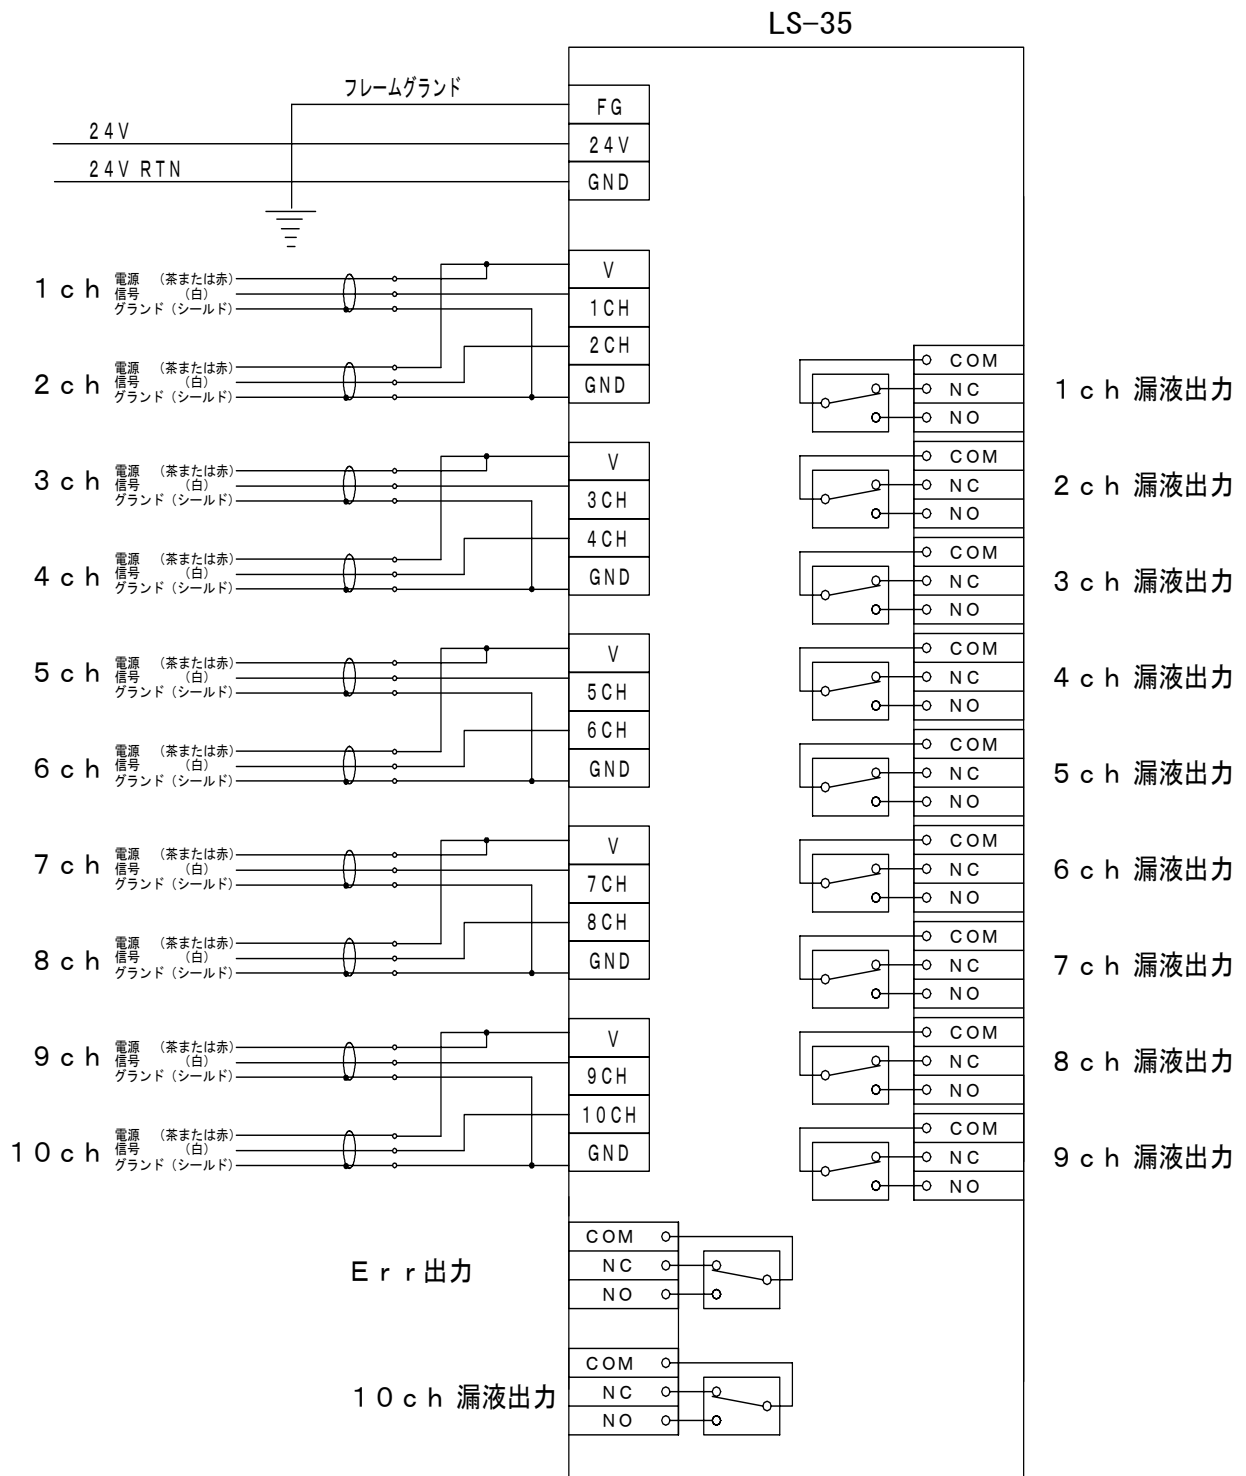 LS-35
フレームグランド
FG
24V
24V
24V RTN
GND
1ch
電源 (茶または赤)
信号 (白)
グランド(シールド)
V
1CH
2ch
電源 (茶または赤)
信号 (白)
グランド(シールド)
2CH
GND
3ch
電源 (茶または赤)
信号 (白)
グランド(シールド)
V
3CH
4ch
電源 (茶または赤)
信号 (白)
グランド(シールド)
4CH
GND
5ch
電源 (茶または赤)
信号 (白)
グランド(シールド)
V
5CH
6ch
電源 (茶または赤)
信号 (白)
グランド(シールド)
6CH
GND
7ch
電源 (茶または赤)
信号 (白)
グランド(シールド)
V
7CH
8ch
電源 (茶または赤)
信号 (白)
グランド(シールド)
8CH
GND
9ch
電源 (茶または赤)
信号 (白)
グランド(シールド)
V
9CH
10ch
電源 (茶または赤)
信号 (白)
グランド(シールド)
10CH
GND
COM
NC
NO
1ch 漏液出力
COM
NC
NO
2ch 漏液出力
COM
NC
NO
3ch 漏液出力
COM
NC
NO
4ch 漏液出力
COM
NC
NO
5ch 漏液出力
COM
NC
NO
6ch 漏液出力
COM
NC
NO
7ch 漏液出力
COM
NC
NO
8ch 漏液出力
COM
NC
NO
9ch 漏液出力
Err出力
COM
NC
NO
10ch 漏液出力
COM
NC
NO